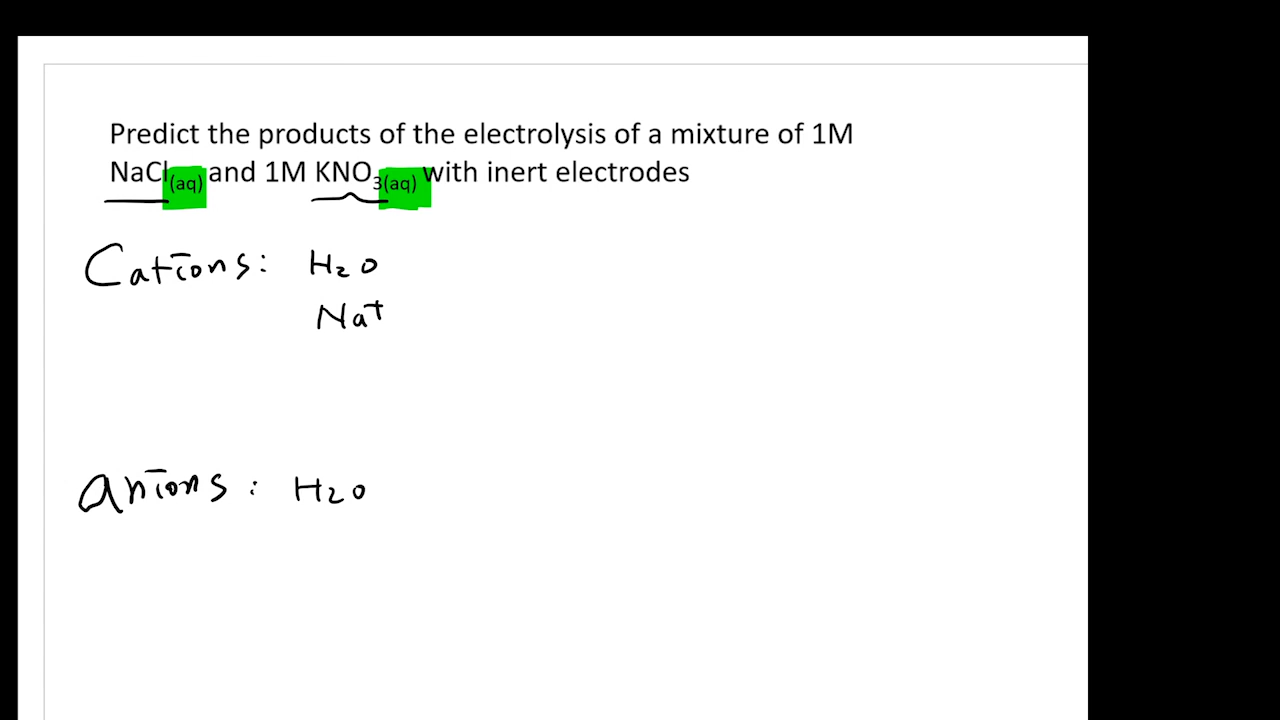 Predict the products of the electrolysis of a mixture of 1M
NaCl(aq) and 1M KNO3(aq) with inert electrodes
Cations: H2O
Na+
Anions: H2O